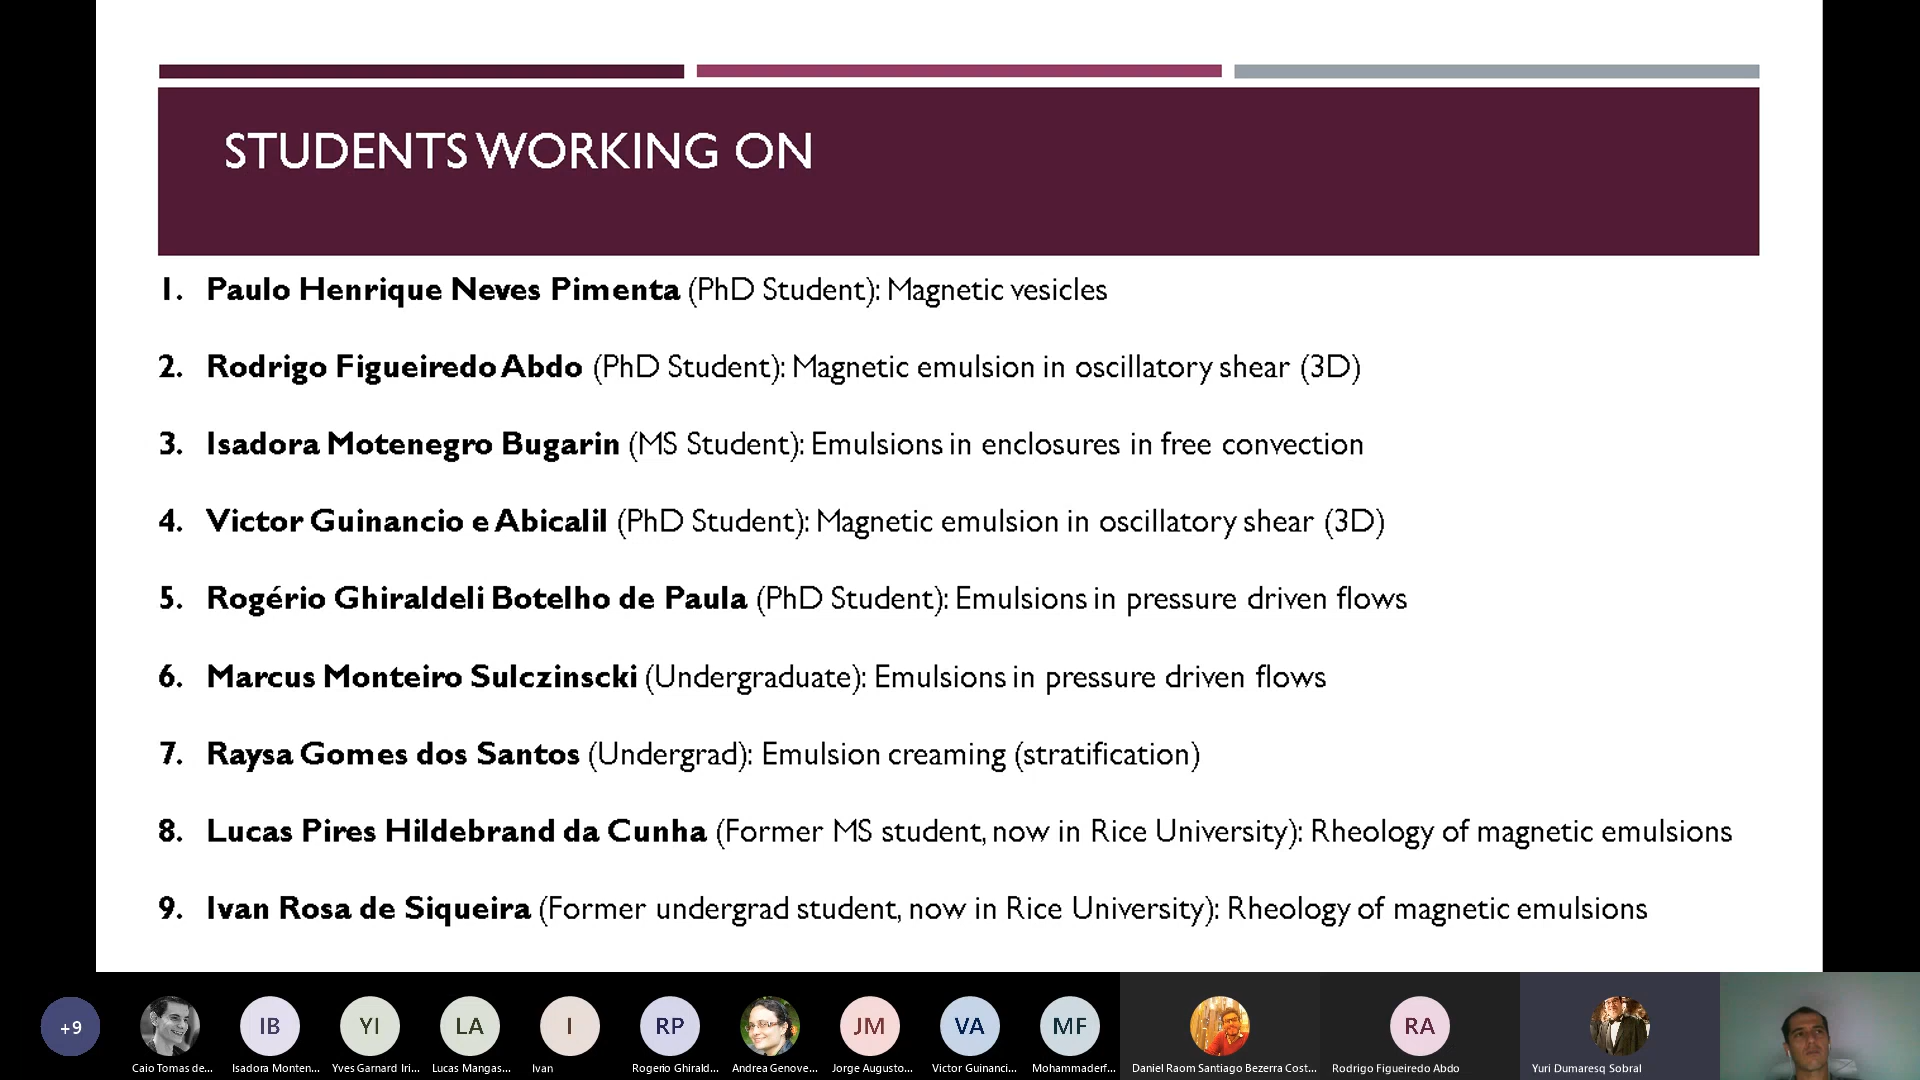 STUDENTS WORKING ON
1. Paulo Henrique Neves Pimenta (PhD Student): Magnetic vesicles
2. Rodrigo Figueiredo Abdo (PhD Student): Magnetic emulsion in oscillatory shear (3D)
3. Isadora Motenegro Bugarin (MS Student): Emulsions in enclosures in free convection
4. Victor Guinancio e Abicalil (PhD Student): Magnetic emulsion in oscillatory shear (3D)
5. Rogério Ghiraldeli Botelho de Paula (PhD Student): Emulsions in pressure driven flows
6. Marcus Monteiro Sulczinscki (Undergraduate): Emulsions in pressure driven flows
7. Raysa Gomes dos Santos (Undergrad): Emulsion creaming (stratification)
8. Lucas Pires Hildebrand da Cunha (Former MS student, now in Rice University): Rheology of magnetic emulsions
9. Ivan Rosa de Siqueira (Former undergrad student, now in Rice University): Rheology of magnetic emulsions
+9 IB YI LA I RP JM VA MF RA
Caio Tomas de... Isadora Monten... Yves Garnard Iri... Lucas Mangas... Ivan Rogerio Ghirald... Andrea Genove... Jorge Augusto... Victor Guinanci... Mohammaderf... Daniel Raom Santiago Bezerra Cost... Rodrigo Figueiredo Abdo Yuri Dumaresq Sobral